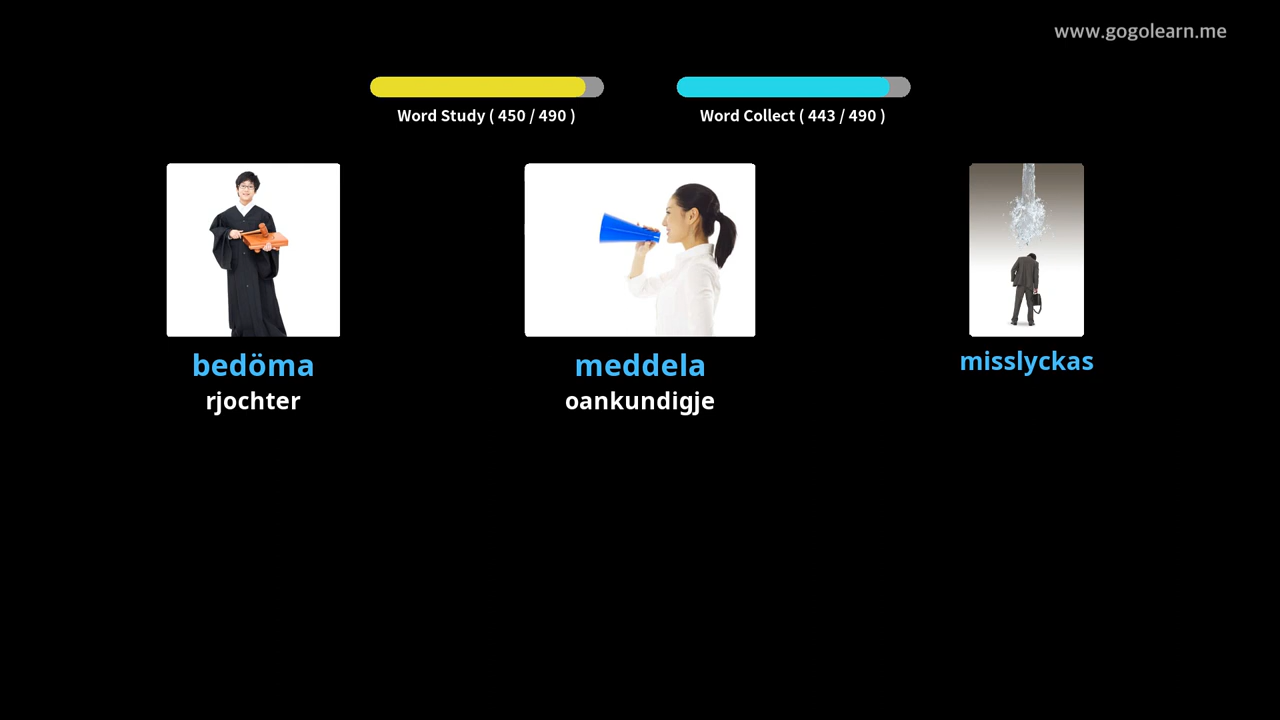 www.gogolearn.me
Word Study ( 450 / 490 )
Word Collect ( 443 / 490 )
bedöma
rjochter
meddela
oankundigje
misslyckas